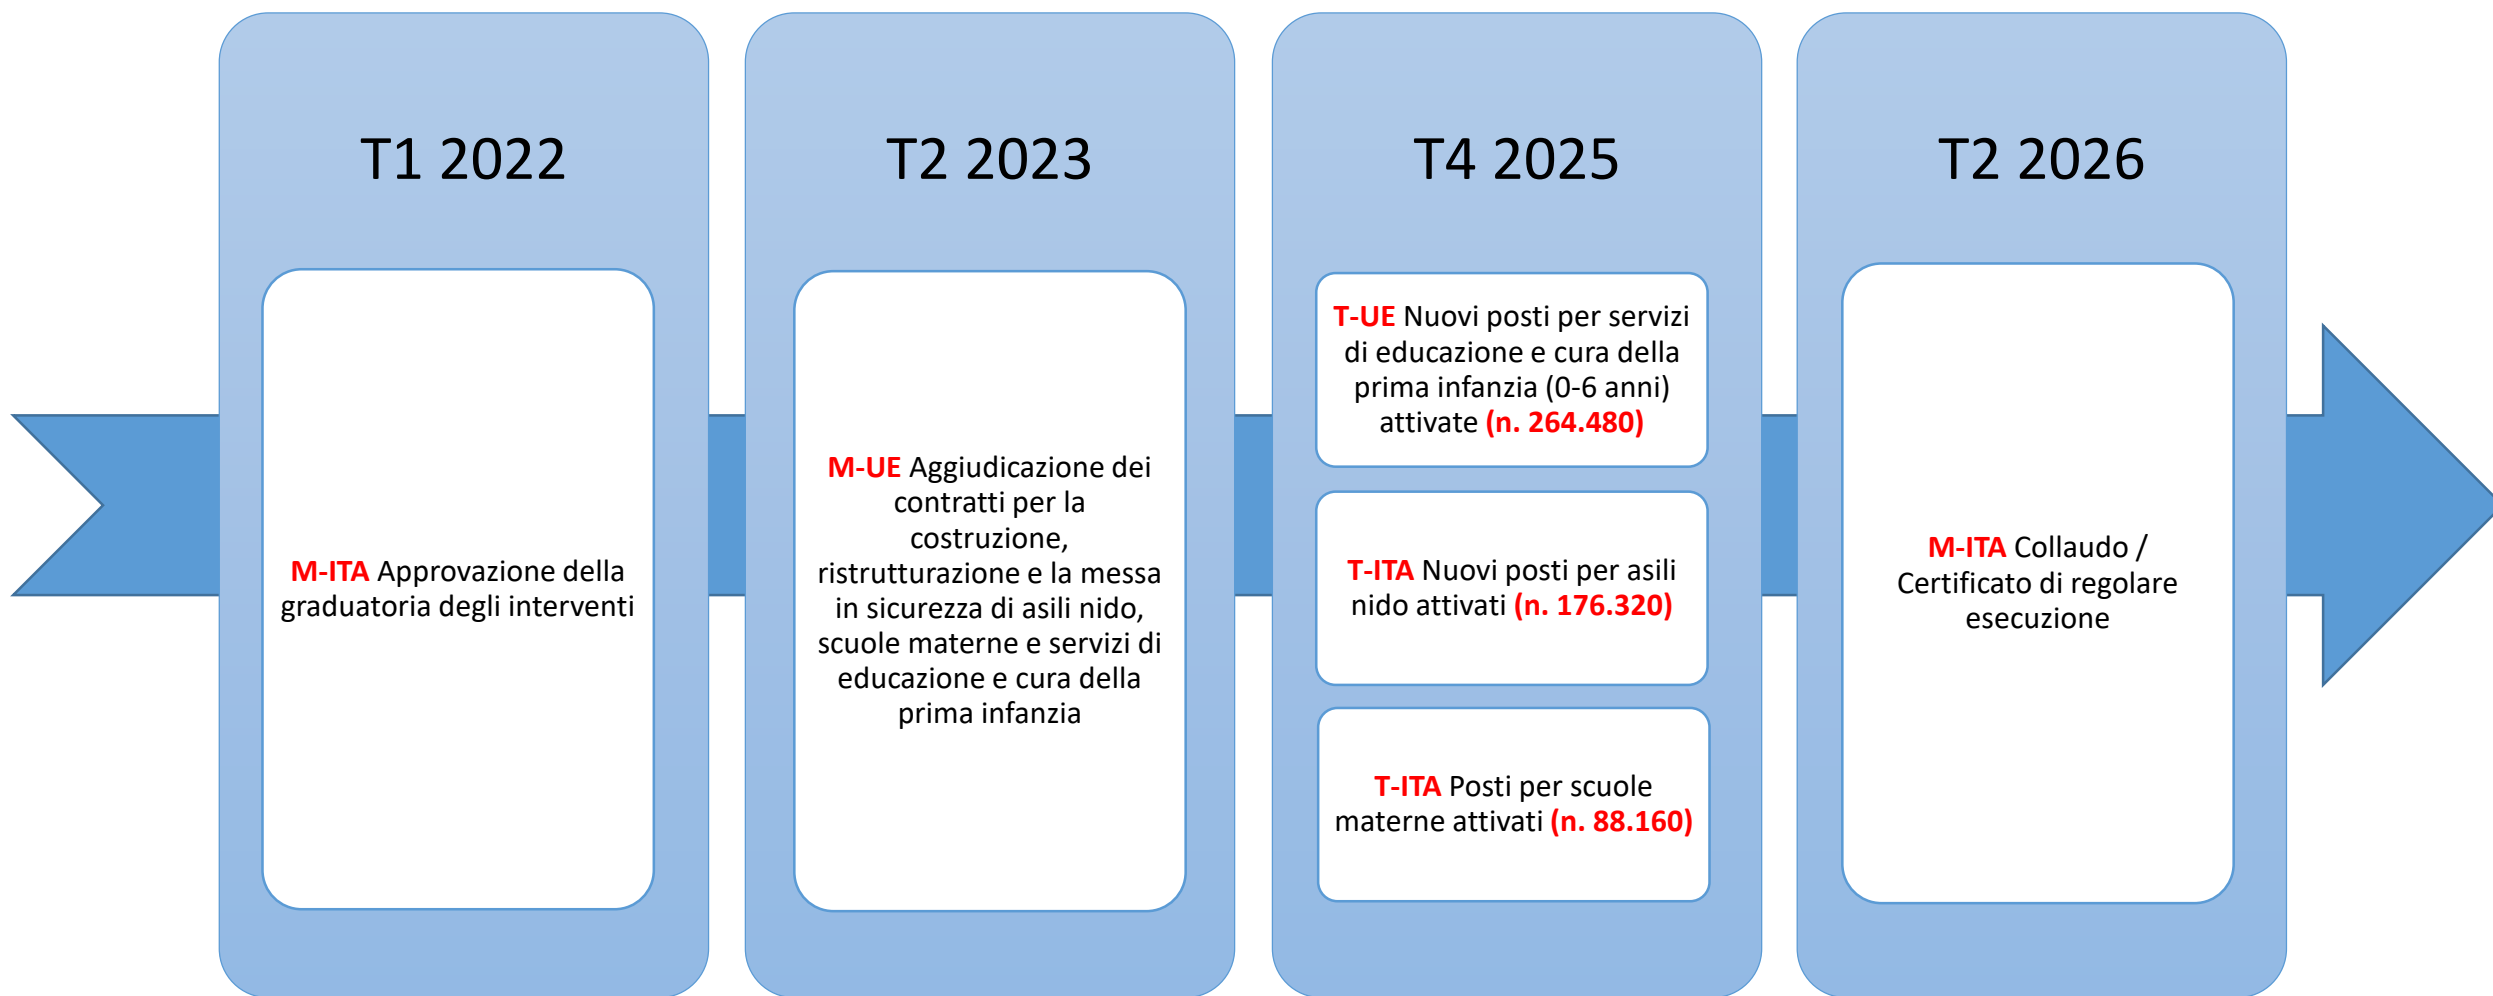 T1 2022
M-ITA Approvazione della
graduatoria degli interventi
T2 2023
M-UE Aggiudicazione dei
contratti per la
costruzione,
ristrutturazione e la messa
in sicurezza di asili nido,
scuole materne e servizi di
educazione e cura della
prima infanzia
T4 2025
T-UE Nuovi posti per servizi
di educazione e cura della
prima infanzia (0-6 anni)
attivate (n. 264.480)
T-ITA Nuovi posti per asili
nido attivati (n. 176.320)
T-ITA Posti per scuole
materne attivati (n. 88.160)
T2 2026
M-ITA Collaudo /
Certificato di regolare
esecuzione